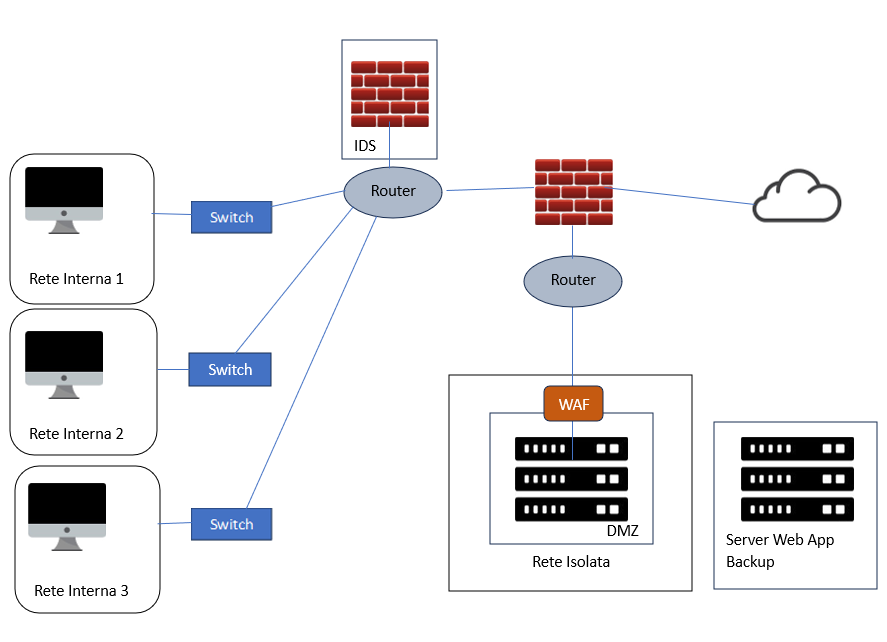 IDS
Router
Switch
Rete Interna 1
Router
Switch
Rete Interna 2
WAF
Switch
DMZ
Rete Isolata
Server Web App
Backup
Rete Interna 3